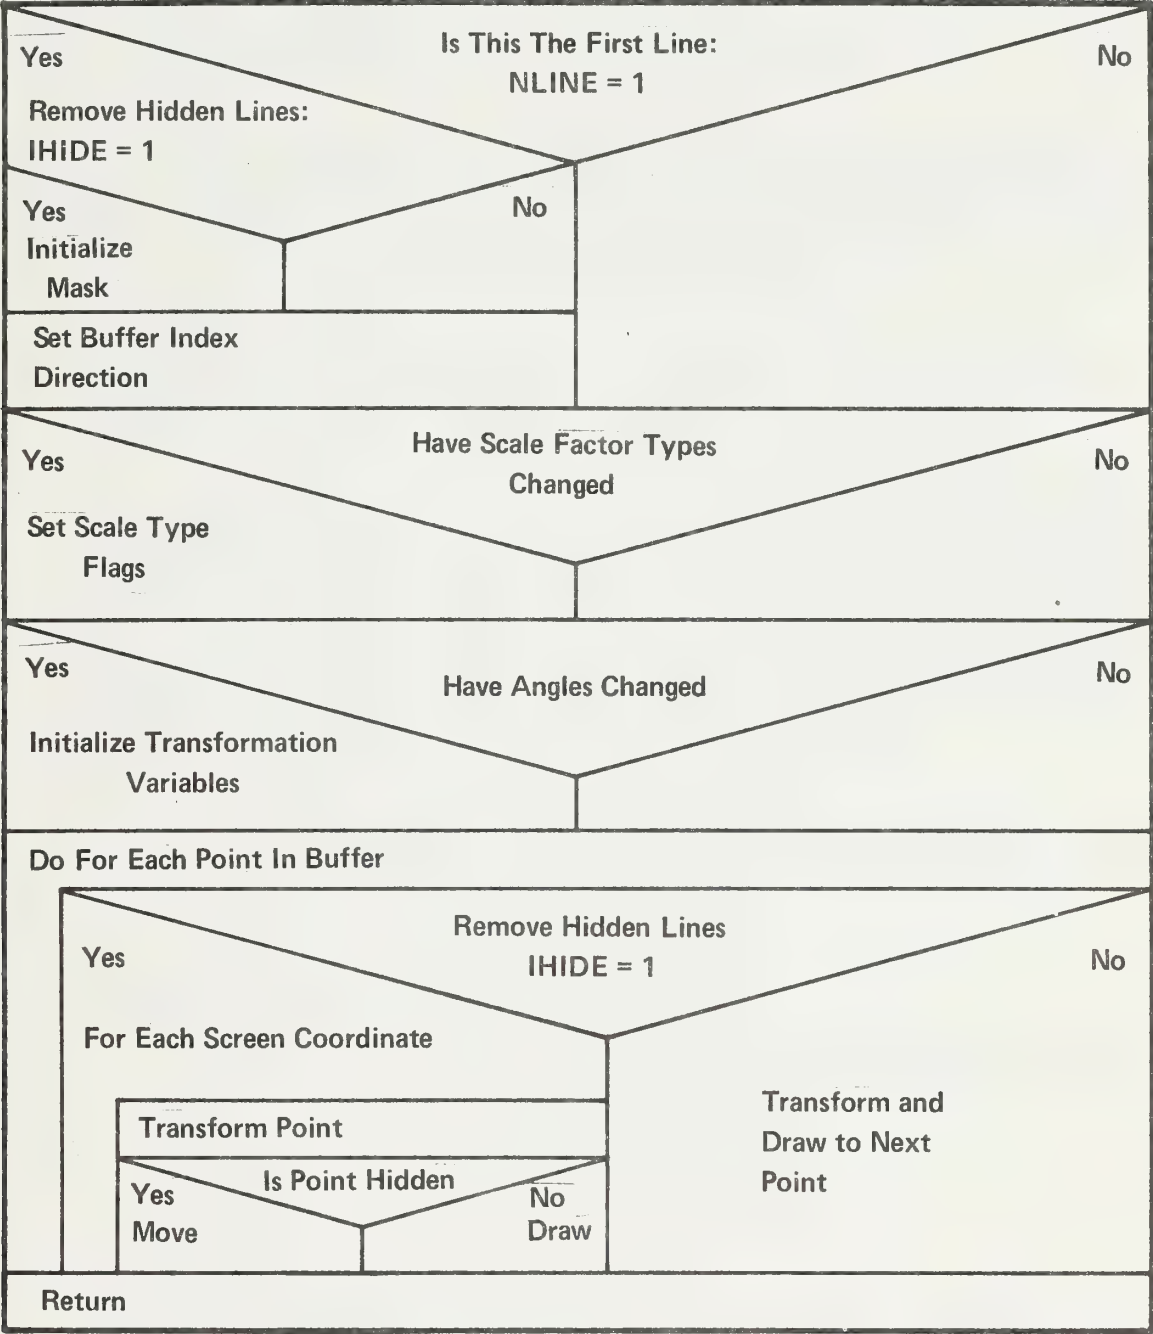 Is This The First Line:
NLINE = 1
Yes
No
Remove Hidden Lines:
IHIDE = 1
Yes
No
Initialize
Mask
Set Buffer Index
Direction
Have Scale Factor Types
Changed
Yes
No
Set Scale Type
Flags
Have Angles Changed
Yes
No
Initialize Transformation
Variables
Do For Each Point In Buffer
Remove Hidden Lines
IHIDE = 1
Yes
No
For Each Screen Coordinate
Transform Point
Is Point Hidden
Yes
Move
No
Draw
Transform and
Draw to Next
Point
Return